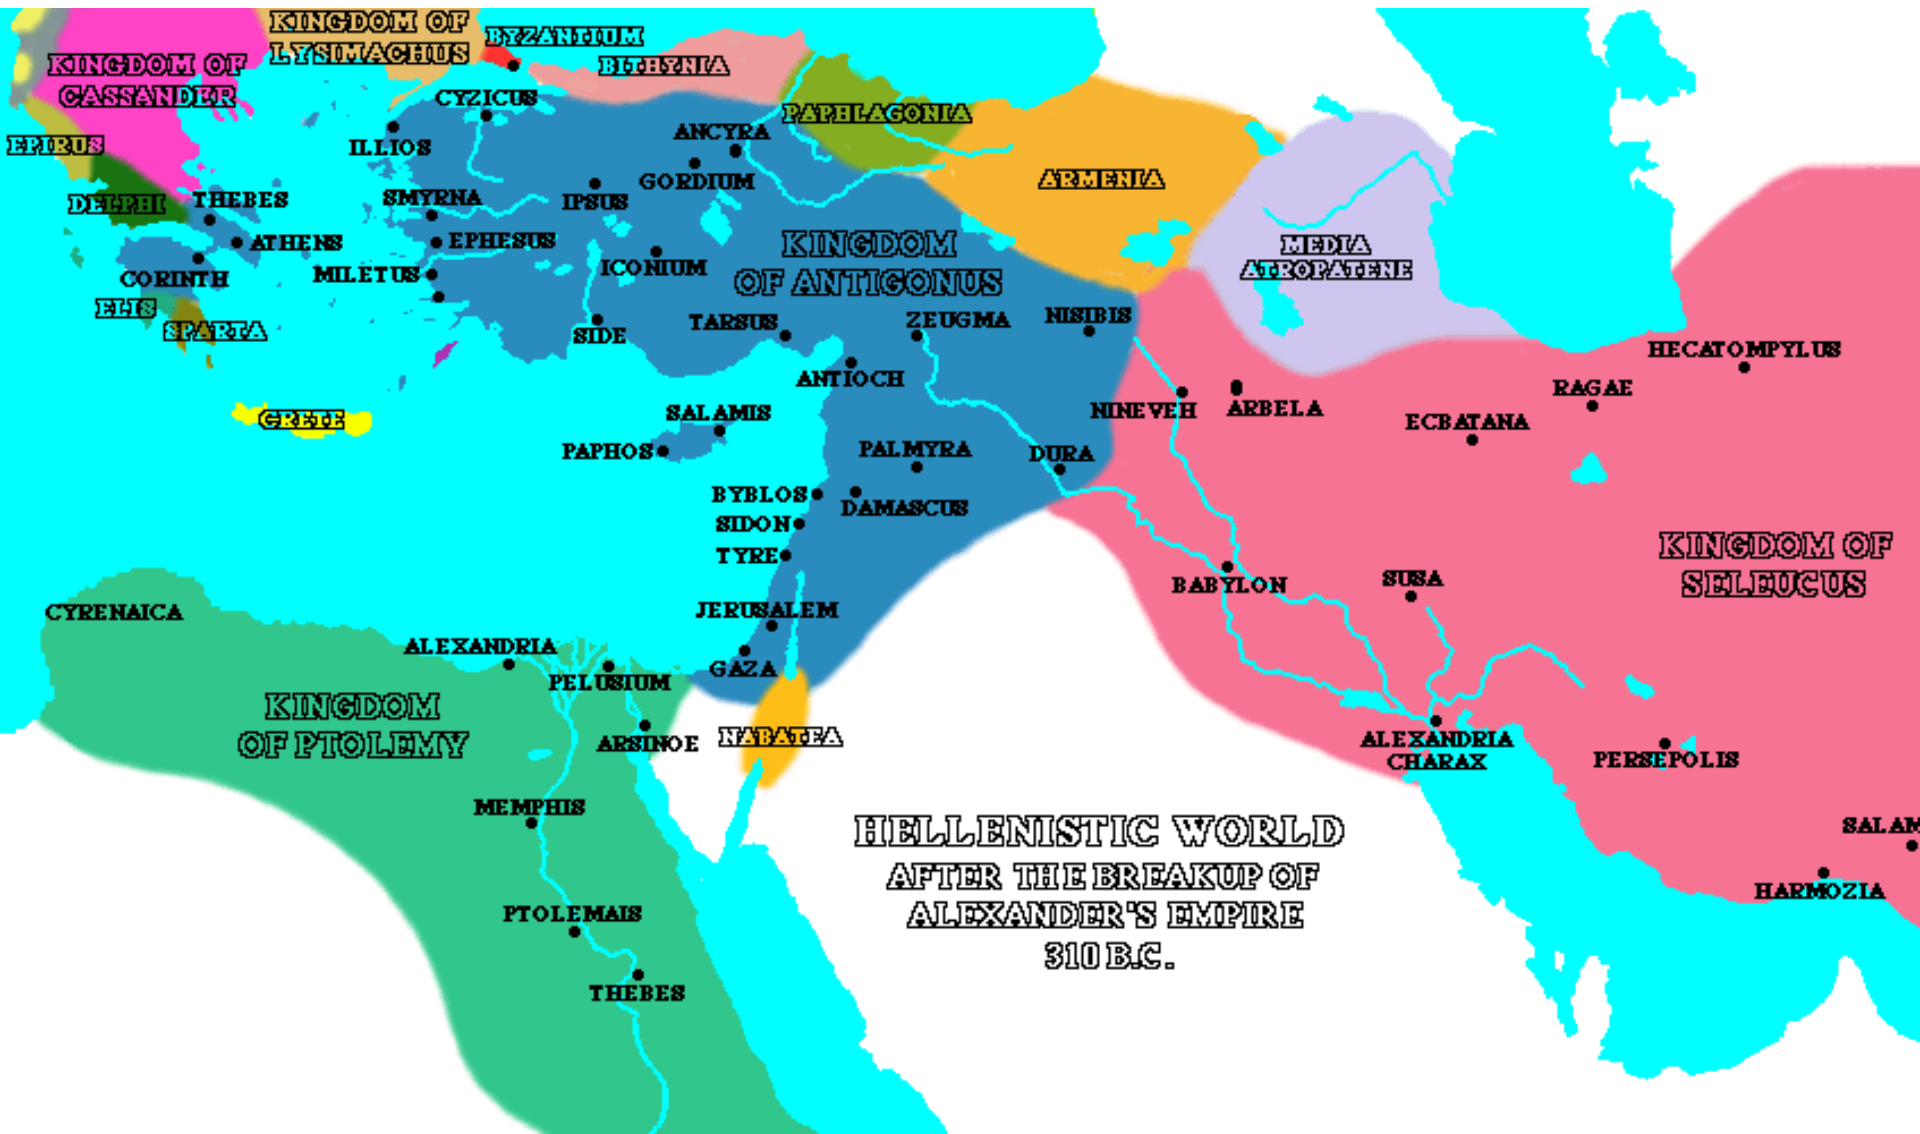 KINGDOM OF
LYSIMACHUS
BYZANTIUM
KINGDOM OF
CASSANDER
BITHYNIA
CYZICUS
PAPHLAGONIA
EPIRUS
ILLIOS
ANCYRA
GORDIUM
ARMENIA
DELPHI
THEBES
SMYRNA
IPSUS
ATHENS
EPHESUS
KINGDOM
OF ANTIGONUS
MEDIA
ATROPATENE
CORINTH
MILETUS
ICONIUM
ELIS
SPARTA
SIDE
TARSUS
ZEUGMA
NISIBIS
HECATOMPYLUS
ANTIOCH
RAGAE
CRETE
SALAMIS
NINEVEH
ARBELA
ECBATANA
PAPHOS
PALMYRA
DURA
BYBLOS
DAMASCUS
SIDON
TYRE
KINGDOM OF
SELEUCUS
BABYLON
SUSA
CYRENAICA
JERUSALEM
ALEXANDRIA
GAZA
PELUSIUM
KINGDOM
OF PTOLEMY
ARSINOE
NABATEA
ALEXANDRIA
CHARAX
PERSEPOLIS
MEMPHIS
HELLENISTIC WORLD
AFTER THE BREAKUP OF
ALEXANDER'S EMPIRE
310 B.C.
SALAM
HARMOZIA
PTOLEMAIS
THEBES